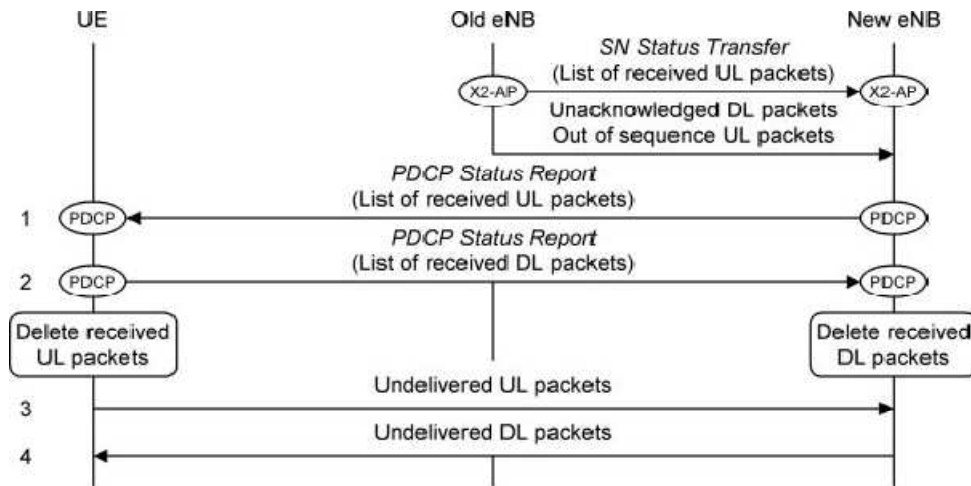 UE
Old eNB
New eNB
SN Status Transfer
(List of received UL packets)
X2-AP
X2-AP
Unacknowledged DL packets
Out of sequence UL packets
PDCP Status Report
(List of received UL packets)
1
PDCP
PDCP
PDCP Status Report
(List of received DL packets)
2
PDCP
PDCP
Delete received
UL packets
Delete received
DL packets
Undelivered UL packets
3
Undelivered DL packets
4